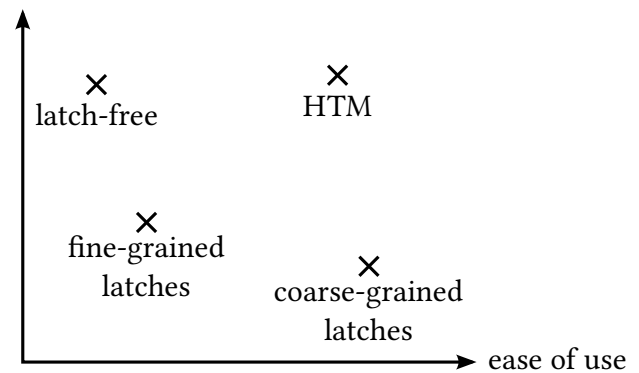 latch-free
HTM
fine-grained
latches
coarse-grained
latches
ease of use